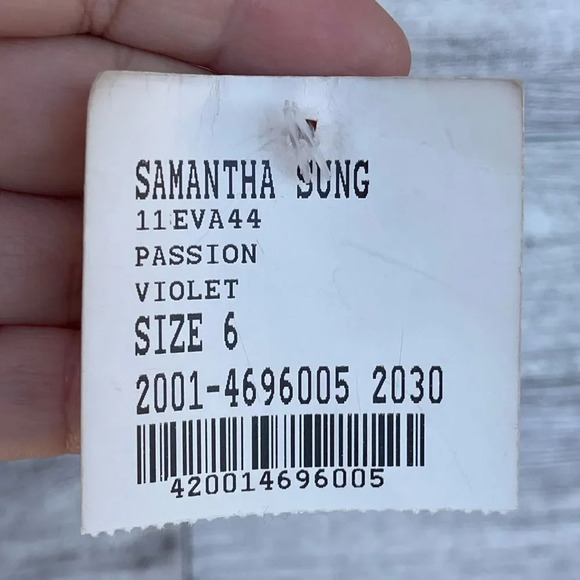 SAMANTHA SUNG
11EVA44
PASSION
VIOLET
SIZE 6
2001-4696005 2030
420014696005